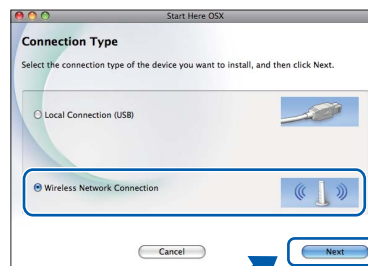 Start Here OSX
Connection Type
Select the connection type of the device you want to install, and then click Next.
Local Connection (USB)
Wireless Network Connection
Cancel
Next